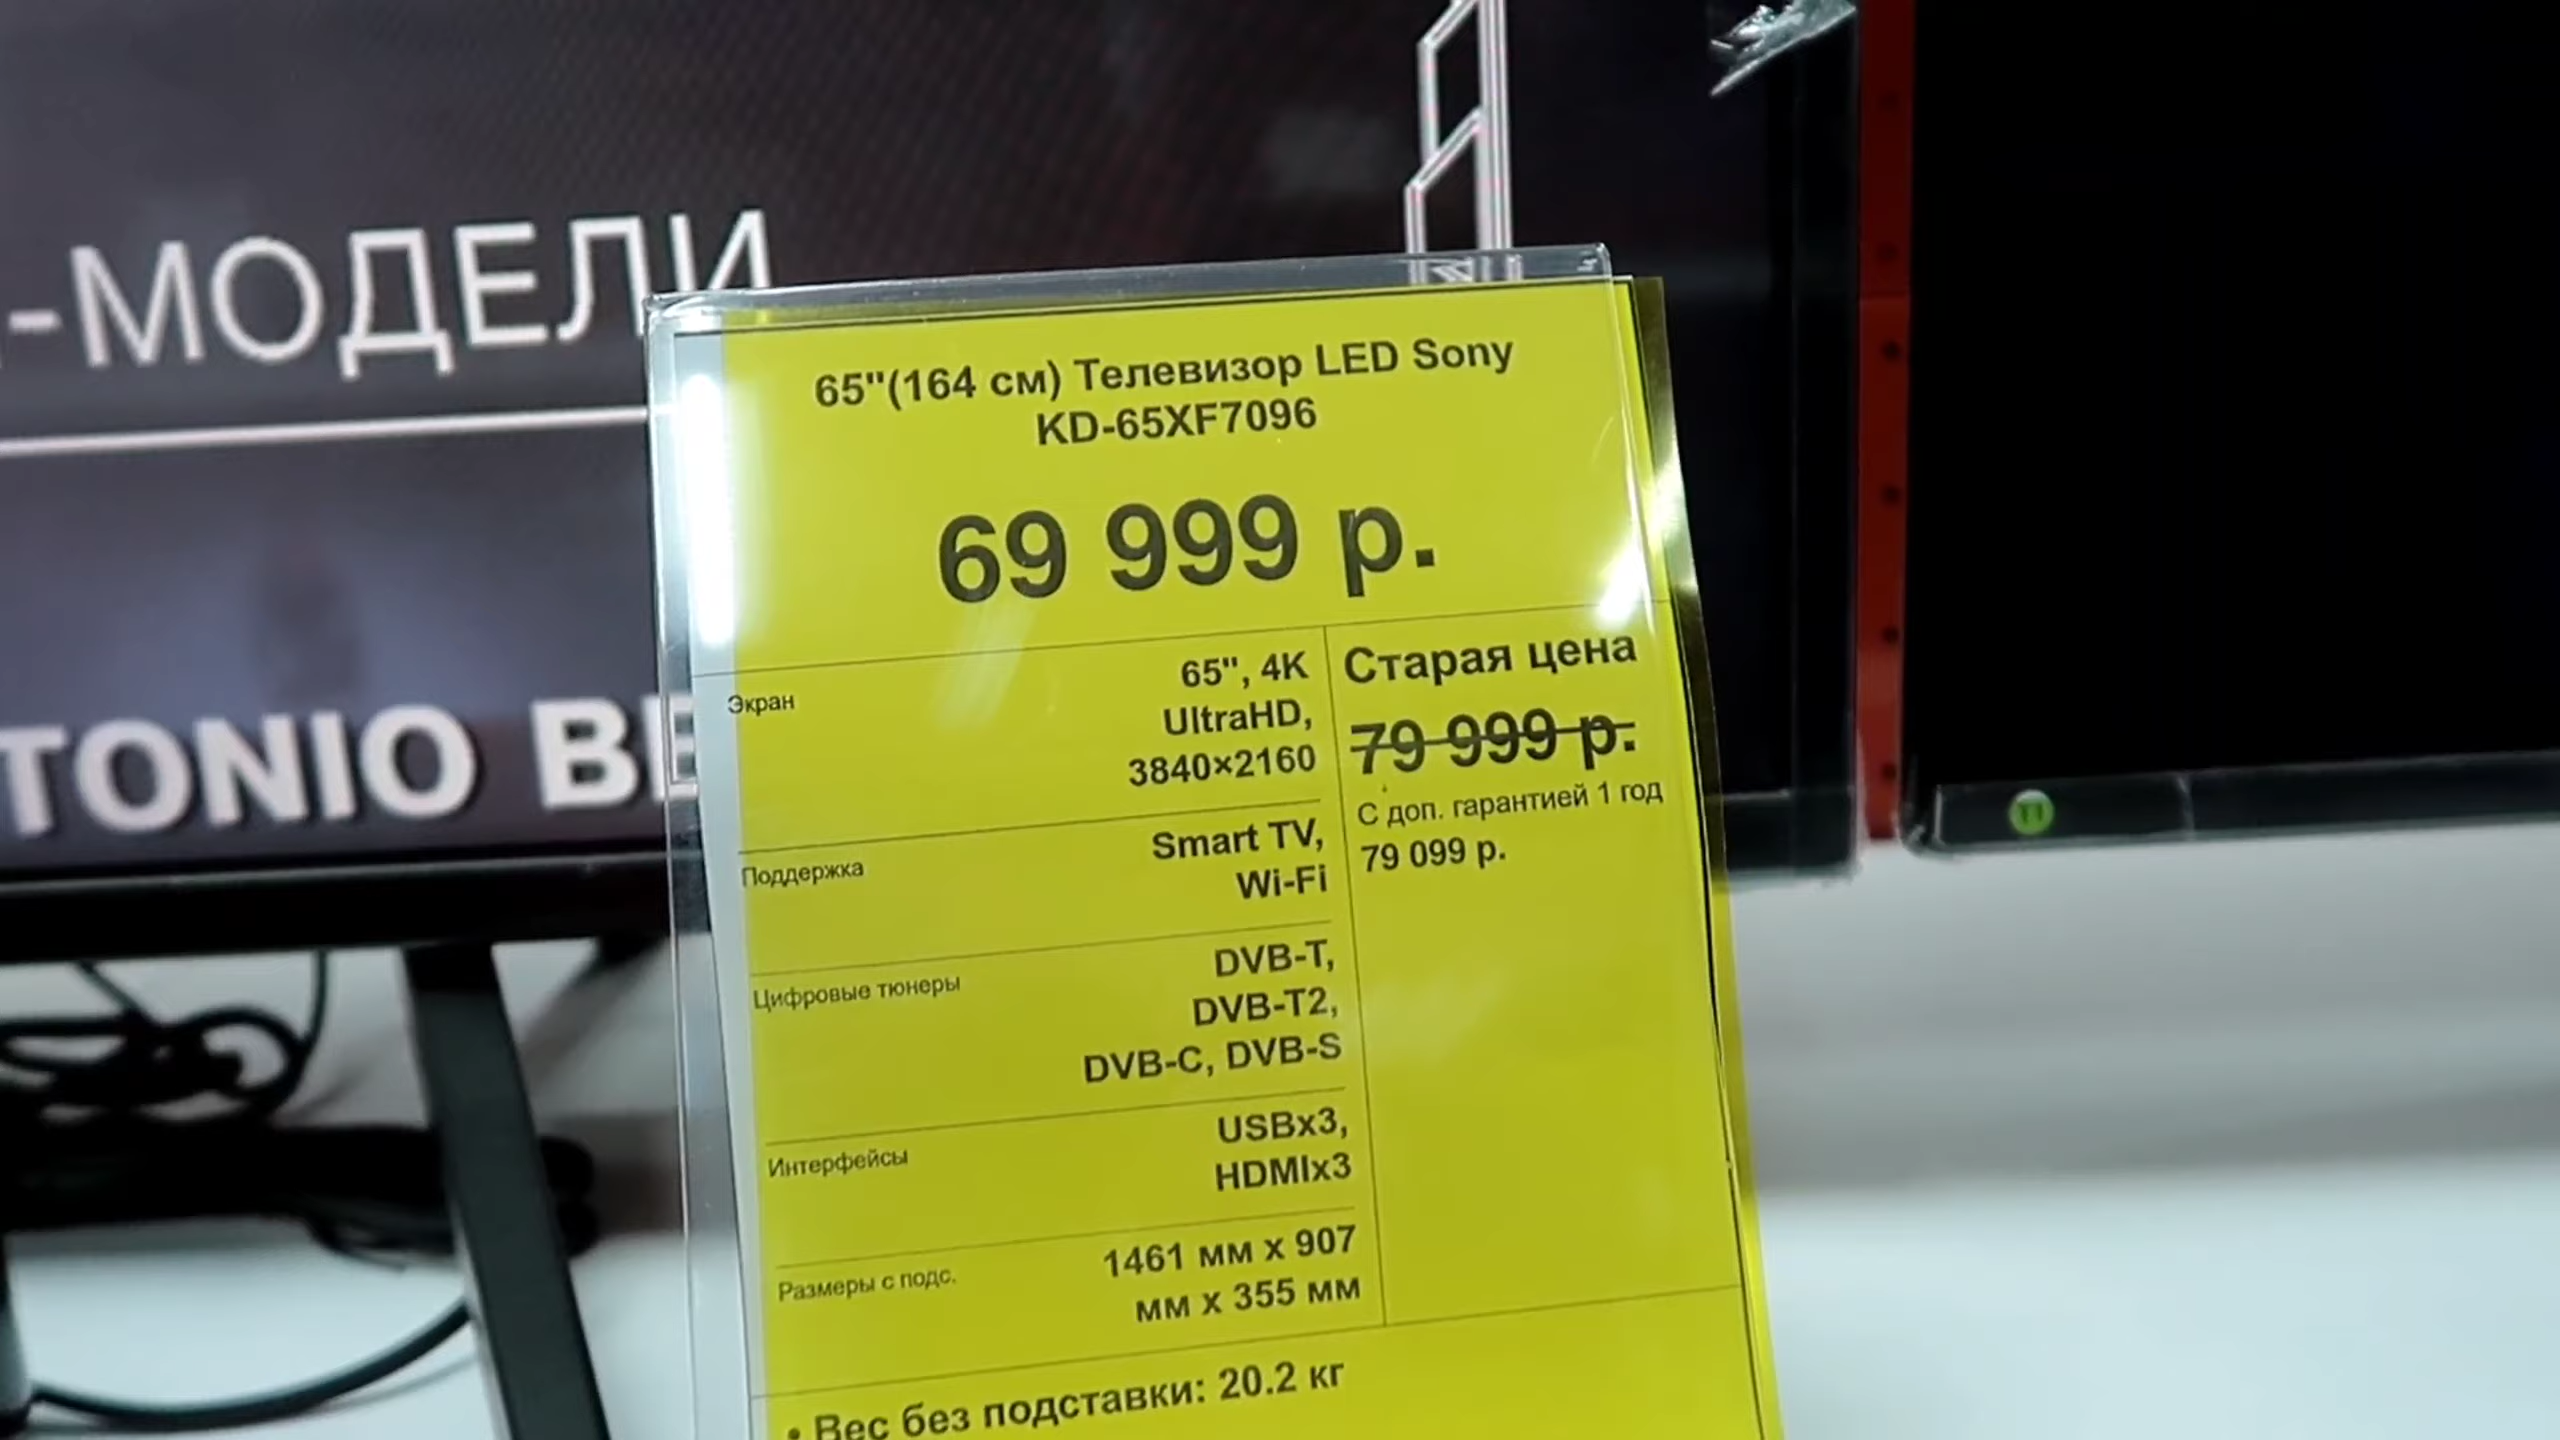 -МОДЕЛИ
TONIO BE
65"(164 см) Телевизор LED Sony
KD-65XF7096
69 999 р.
Экран
65", 4K
UltraHD,
3840×2160
Поддержка
Smart TV,
Wi-Fi
Цифровые тюнеры
DVB-T,
DVB-T2,
DVB-C, DVB-S
Интерфейсы
USBx3,
HDMIx3
Размеры с подс.
1461 мм x 907
мм x 355 мм
Старая цена
79 999 р.
С доп. гарантией 1 год
79 099 р.
• Вес без подставки: 20.2 кг